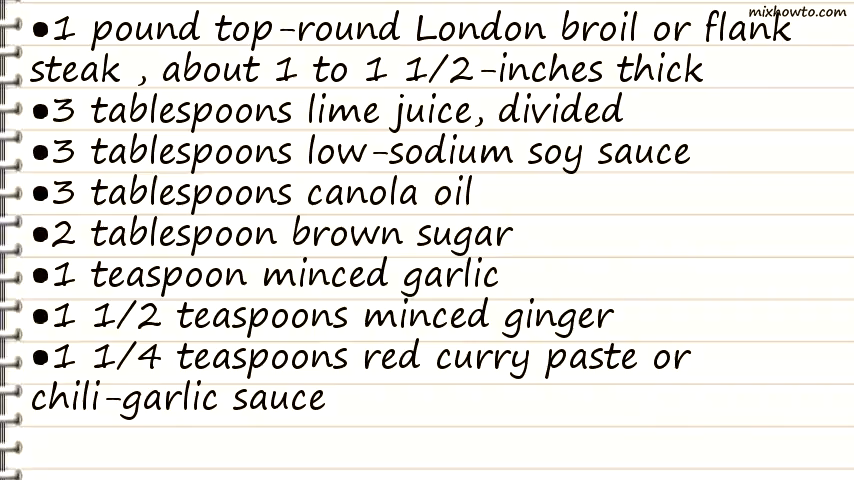 mixhowto.com
•1 pound top-round London broil or flank
steak , about 1 to 1 1/2-inches thick
•3 tablespoons lime juice, divided
•3 tablespoons low-sodium soy sauce
•3 tablespoons canola oil
•2 tablespoon brown sugar
•1 teaspoon minced garlic
•1 1/2 teaspoons minced ginger
•1 1/4 teaspoons red curry paste or
chili-garlic sauce